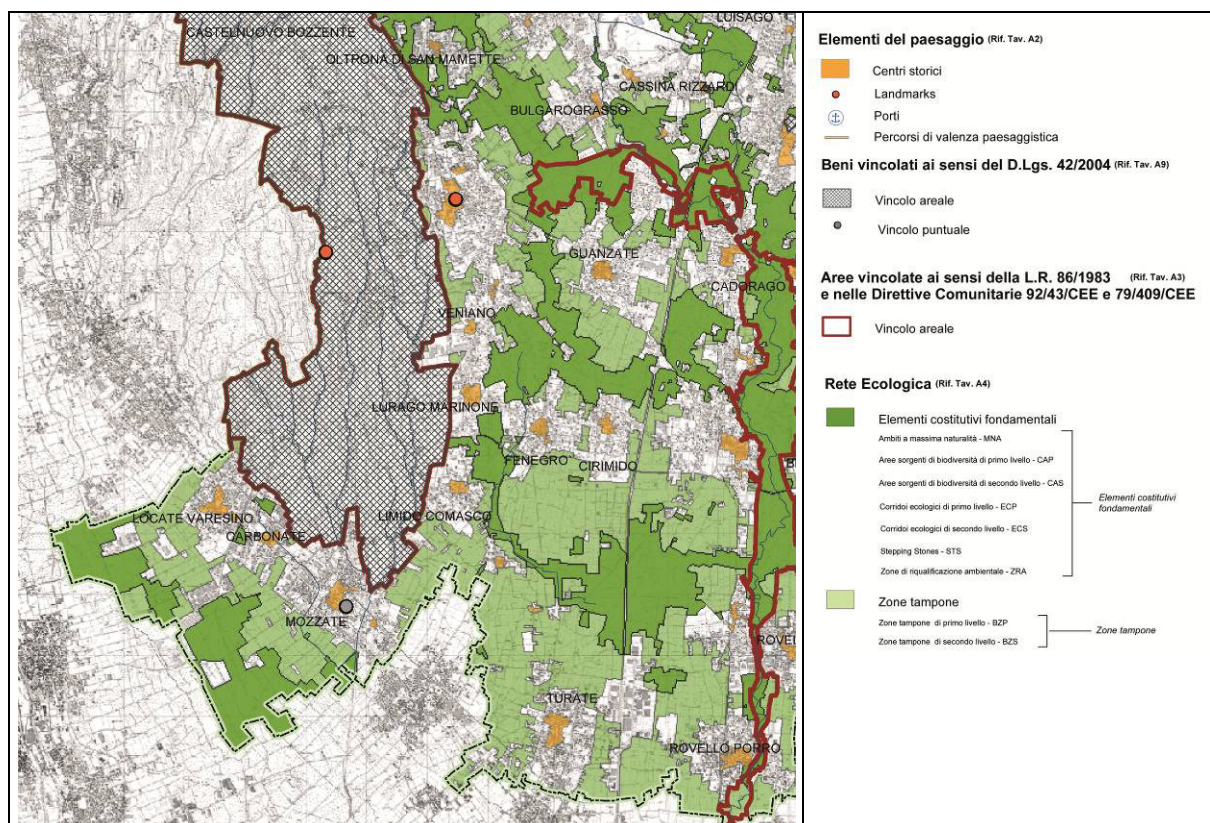 CASTELNUOVO BOZZENTE
LUISAGO
OLTRONA DI SAN MAMETTE
CASSINA RIZZARDI
BULGAROGRASSO
GUANZATE
CADORAGO
VENIANO
LURAGO MARINONE
FENEGRO
CIRIMIDO
LOCATE VARESINO
LIMIDO COMASCO
CARBONATE
MOZZATE
TURATE
ROVELLO PORRO
Elementi del paesaggio (Rif. Tav. A2)
Centri storici
Landmarks
Porti
Percorsi di valenza paesaggistica
Beni vincolati ai sensi del D.Lgs. 42/2004 (Rif. Tav. A9)
Vincolo areale
Vincolo puntuale
Aree vincolate ai sensi della L.R. 86/1983 (Rif. Tav. A3)
e nelle Direttive Comunitarie 92/43/CEE e 79/409/CEE
Vincolo areale
Rete Ecologica (Rif. Tav. A4)
Elementi costitutivi fondamentali
Ambiti a massima naturalità - MNA
Aree sorgenti di biodiversità di primo livello - CAP
Aree sorgenti di biodiversità di secondo livello - CAS
Corridoi ecologici di primo livello - ECP
Corridoi ecologici di secondo livello - ECS
Stepping Stones - STS
Zone di riqualificazione ambientale - ZRA
Elementi costitutivi
fondamentali
Zone tampone
Zone tampone di primo livello - BZP
Zone tampone di secondo livello - BZS
Zone tampone